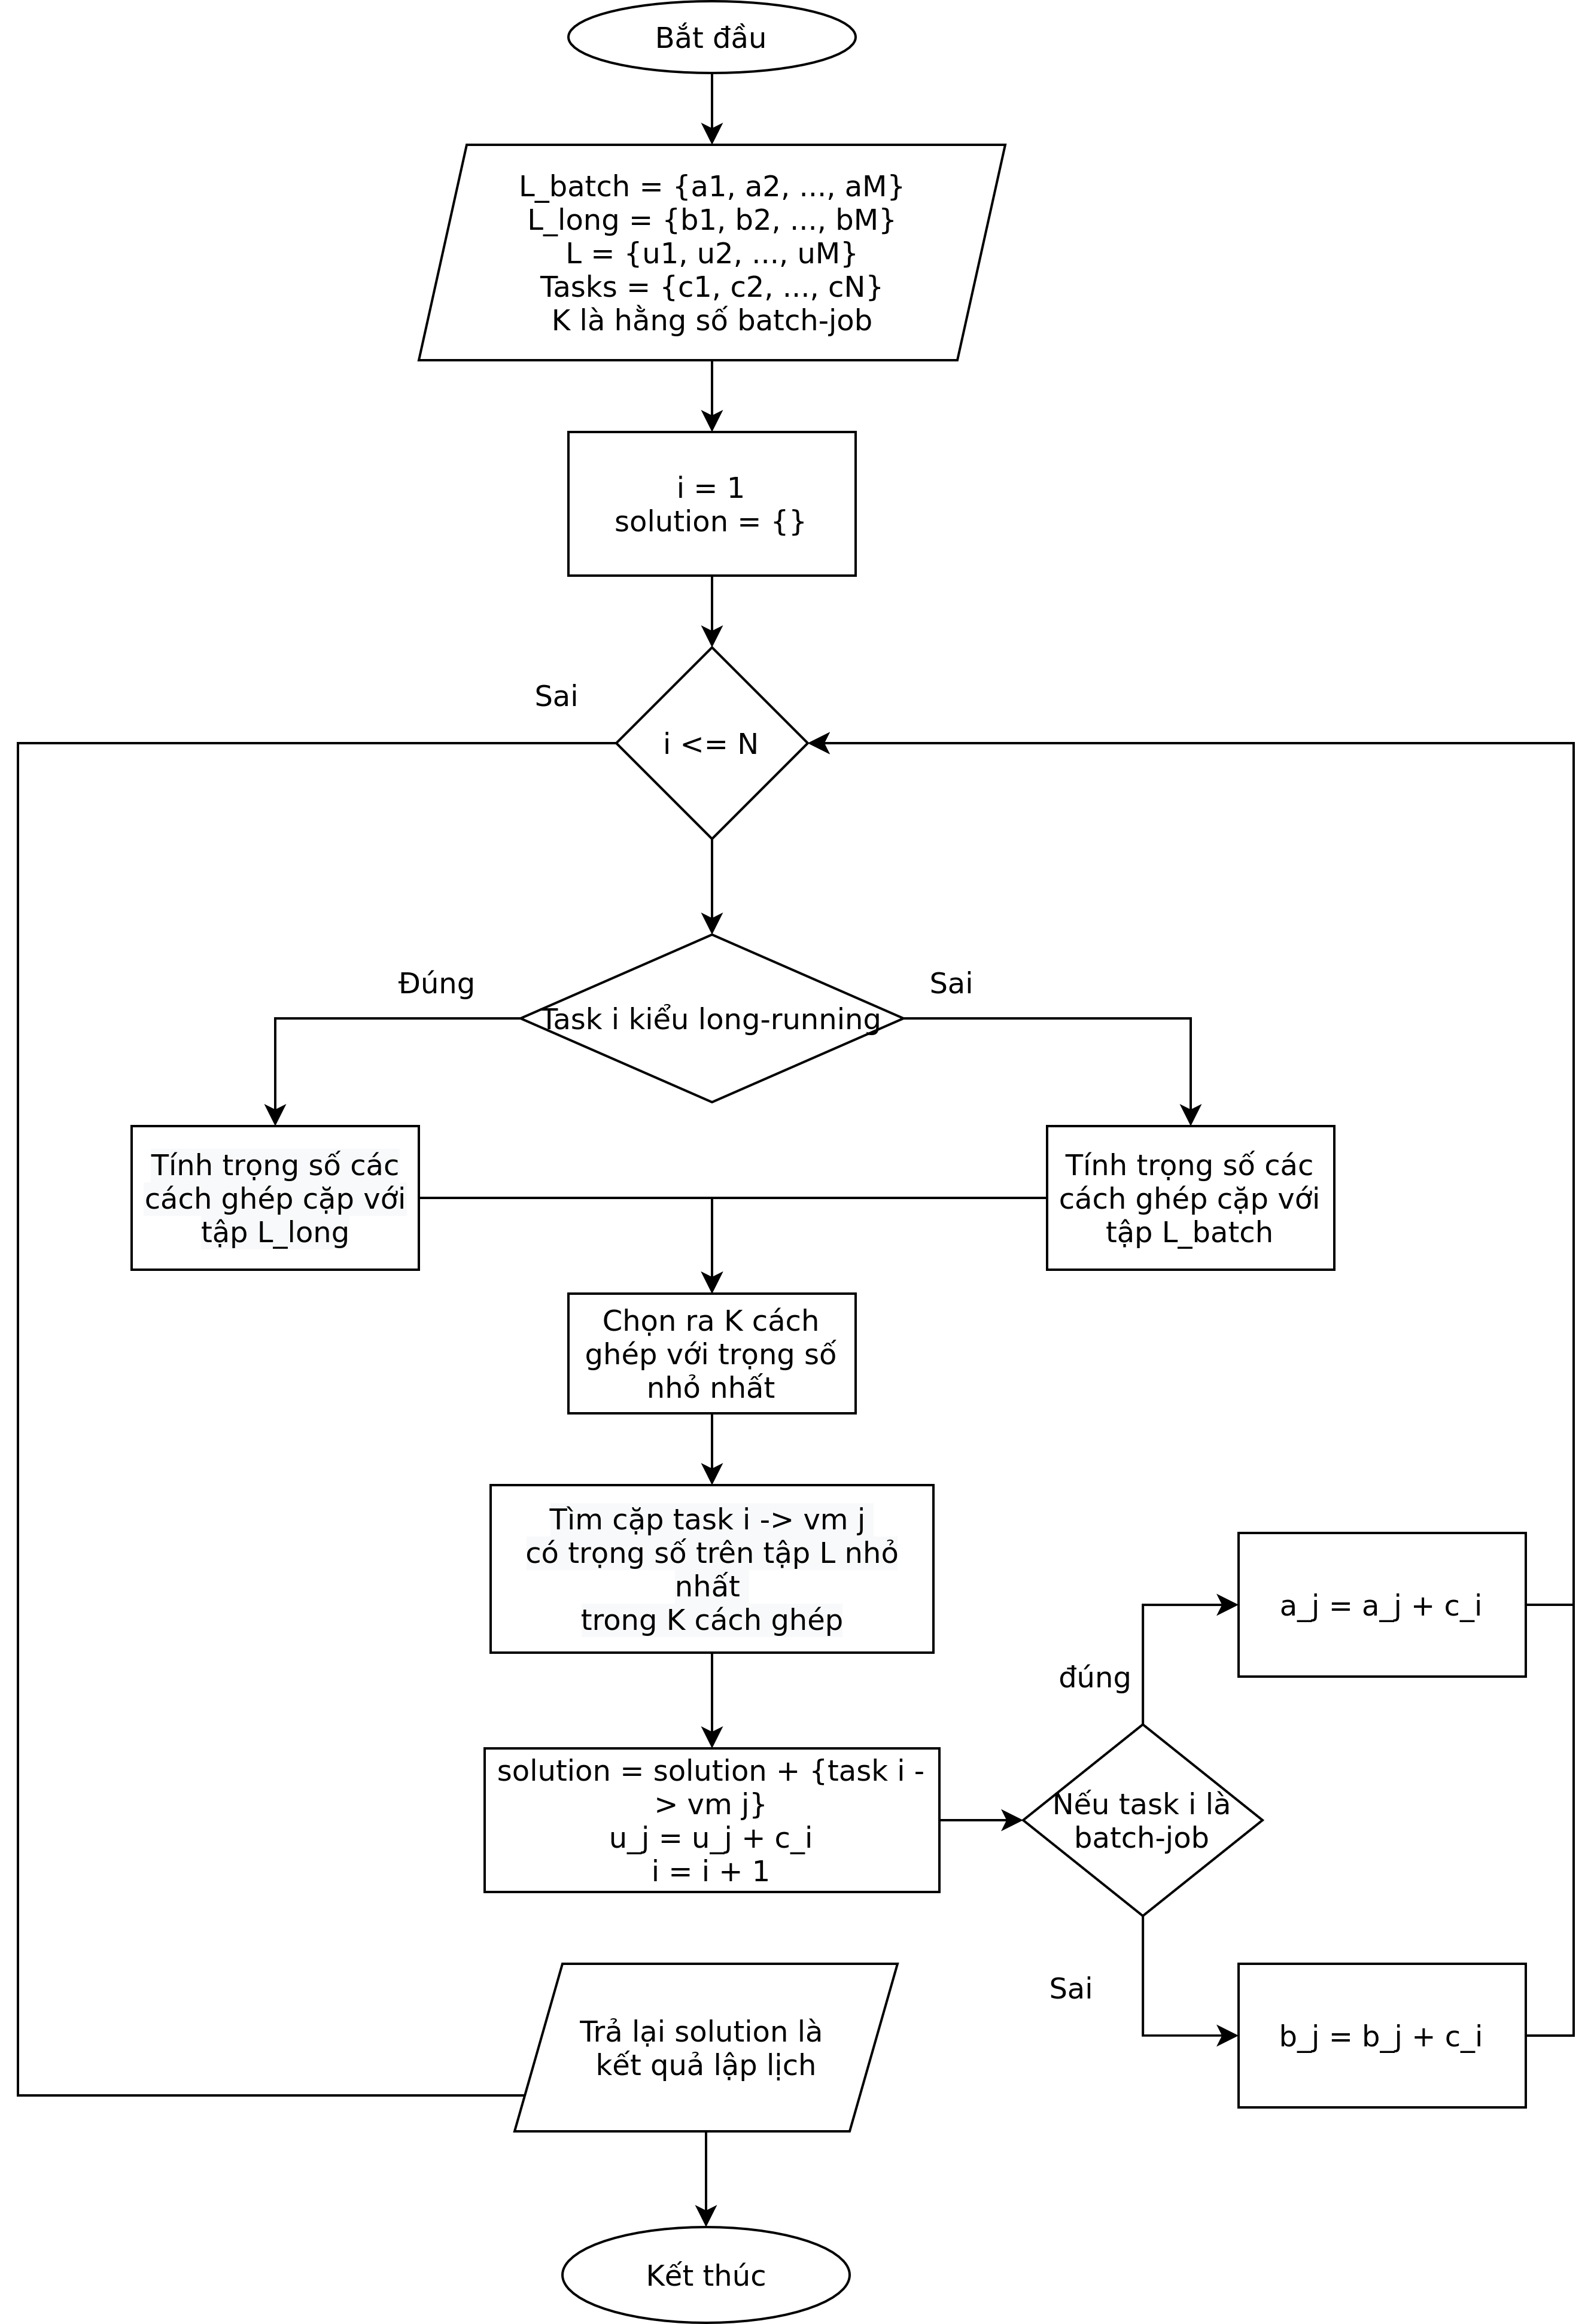 Bắt đầu
L_batch = {a1, a2, ..., aM}
L_long = {b1, b2, ..., bM}
L = {u1, u2, ..., uM}
Tasks = {c1, c2, ..., cN}
K là hằng số batch-job
i = 1
solution = {}
Sai
i <= N
Đúng
Sai
Task i kiểu long-running
Tính trọng số các
cách ghép cặp với
tập L_long
Tính trọng số các
cách ghép cặp với
tập L_batch
Chọn ra K cách
ghép với trọng số
nhỏ nhất
Tìm cặp task i -> vm j
có trọng số trên tập L nhỏ
nhất
trong K cách ghép
a_j = a_j + c_i
đúng
solution = solution + {task i -
> vm j}
u_j = u_j + c_i
i = i + 1
Nếu task i là
batch-job
Sai
b_j = b_j + c_i
Trả lại solution là
kết quả lập lịch
Kết thúc